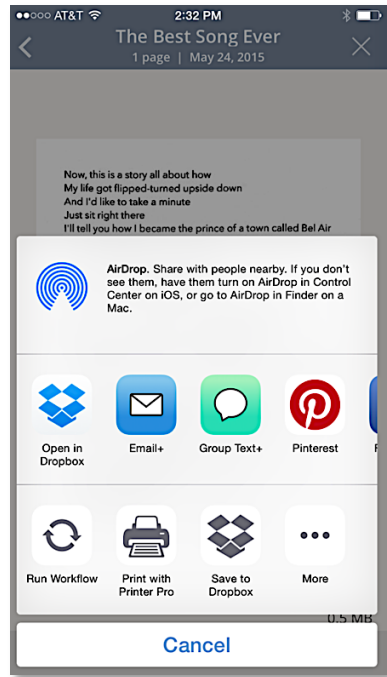 AT&T 2:32 PM
The Best Song Ever
1 page | May 24, 2015
Now, this is a story all about how
My life got flipped-turned upside down
And I'd like to take a minute
Just sit right there
I'll tell you how I became the prince of a town called Bel Air
AirDrop. Share with people nearby. If you don't
see them, have them turn on AirDrop in Control
Center on iOS, or go to AirDrop in Finder on a
Mac.
Open in
Dropbox
Email+
Group Text+
Pinterest
Run Workflow
Print with
Printer Pro
Save to
Dropbox
More
0.5 MB
Cancel